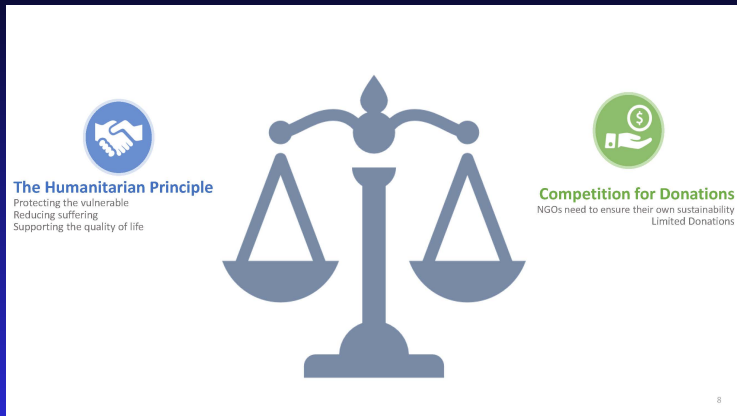 The Humanitarian Principle
Protecting the vulnerable
Reducing suffering
Supporting the quality of life
$
Competition for Donations
NGOs need to ensure their own sustainability
Limited Donations
8